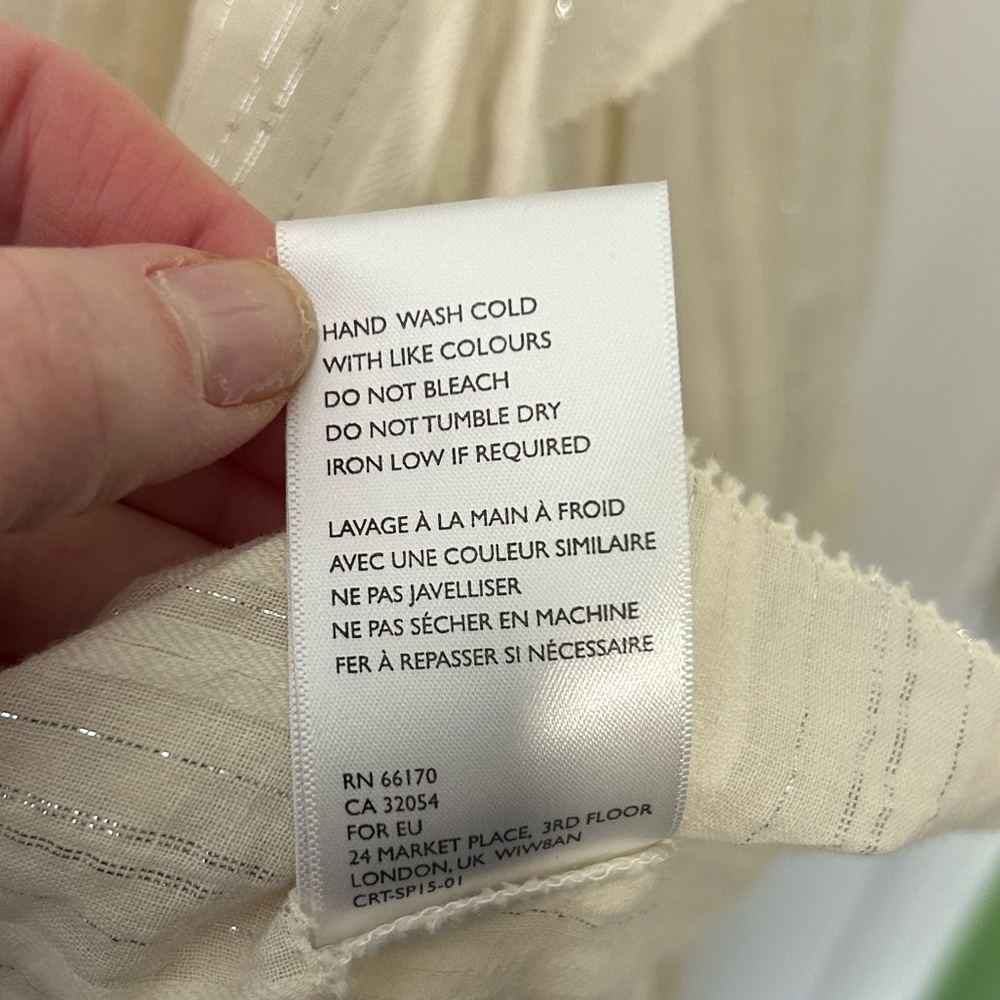 HAND WASH COLD
WITH LIKE COLOURS
DO NOT BLEACH
DO NOT TUMBLE DRY
IRON LOW IF REQUIRED
LAVAGE À LA MAIN À FROID
AVEC UNE COULEUR SIMILAIRE
NE PAS JAVELLISER
NE PAS SÉCHER EN MACHINE
FER À REPASSER SI NÉCESSAIRE
RN 66170
CA 32054
FOR EU
24 MARKET PLACE, 3RD FLOOR
LONDON, UK WIW8AN
CRT-SP15-01